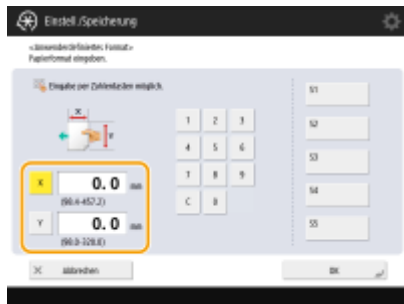 Einstell./Speicherung
<Anwenderdefiniertes Format>
Papierformat eingeben.
Eingabe per Zahlentasten möglich.
X
Y
1 2 3
4 5 6
7 8 9
C 0
X 0.0 mm
(98.4-457.2)
Y 0.0 mm
(98.0-320.0)
S1
S2
S3
S4
S5
Abbrechen
OK